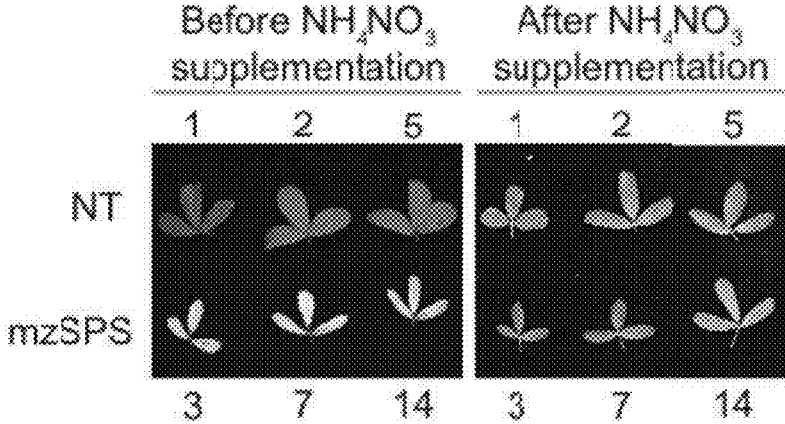 Before NH4NO3 After NH4NO3
supplementation supplementation
1 2 5 1 2 5
NT
mzSPS
3 7 14 3 7 14